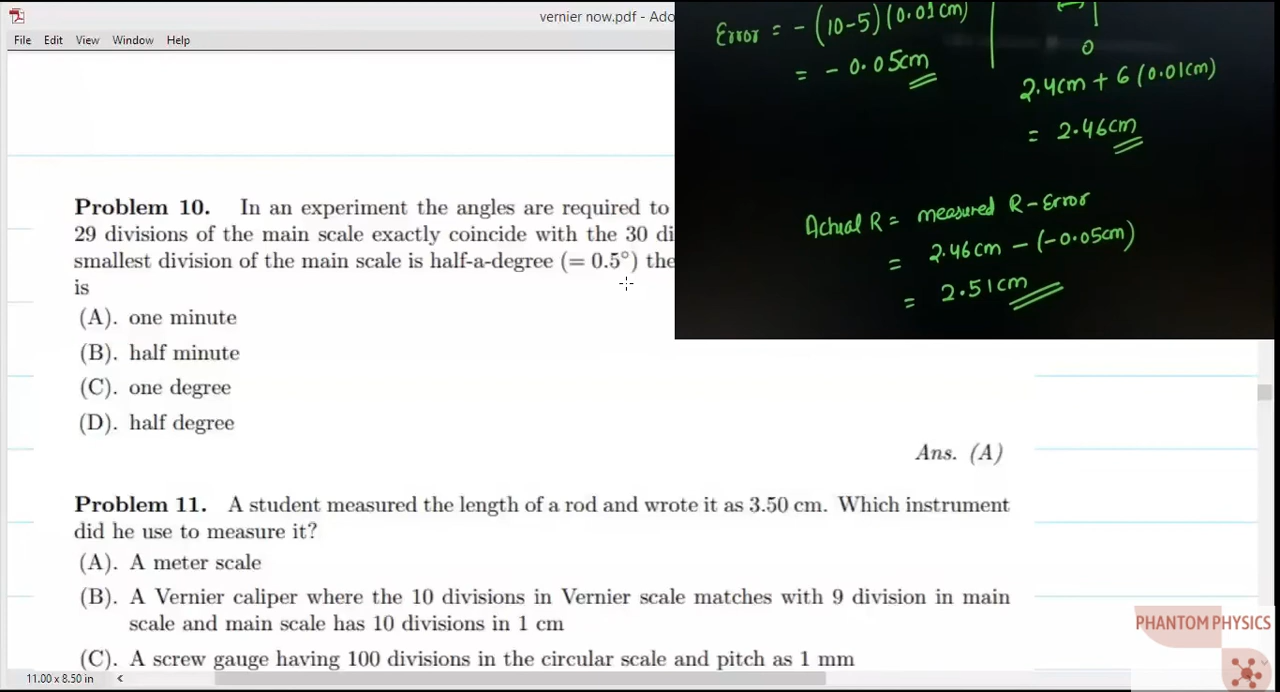 vernier now.pdf - Ado
File Edit View Window Help
Error = - (10-5) (0.01 cm)
= - 0.05cm
0
2.4cm + 6 (0.01cm)
= 2.46cm
Actual R = measured R - Error
= 2.46cm - (-0.05cm)
= 2.51cm
Problem 10. In an experiment the angles are required to
29 divisions of the main scale exactly coincide with the 30 di
smallest division of the main scale is half-a-degree (= 0.5°) the
is
(A). one minute
(B). half minute
(C). one degree
(D). half degree
Ans. (A)
Problem 11. A student measured the length of a rod and wrote it as 3.50 cm. Which instrument
did he use to measure it?
(A). A meter scale
(B). A Vernier caliper where the 10 divisions in Vernier scale matches with 9 division in main
scale and main scale has 10 divisions in 1 cm
(C). A screw gauge having 100 divisions in the circular scale and pitch as 1 mm
PHANTOM PHYSICS
11.00 x 8.50 in